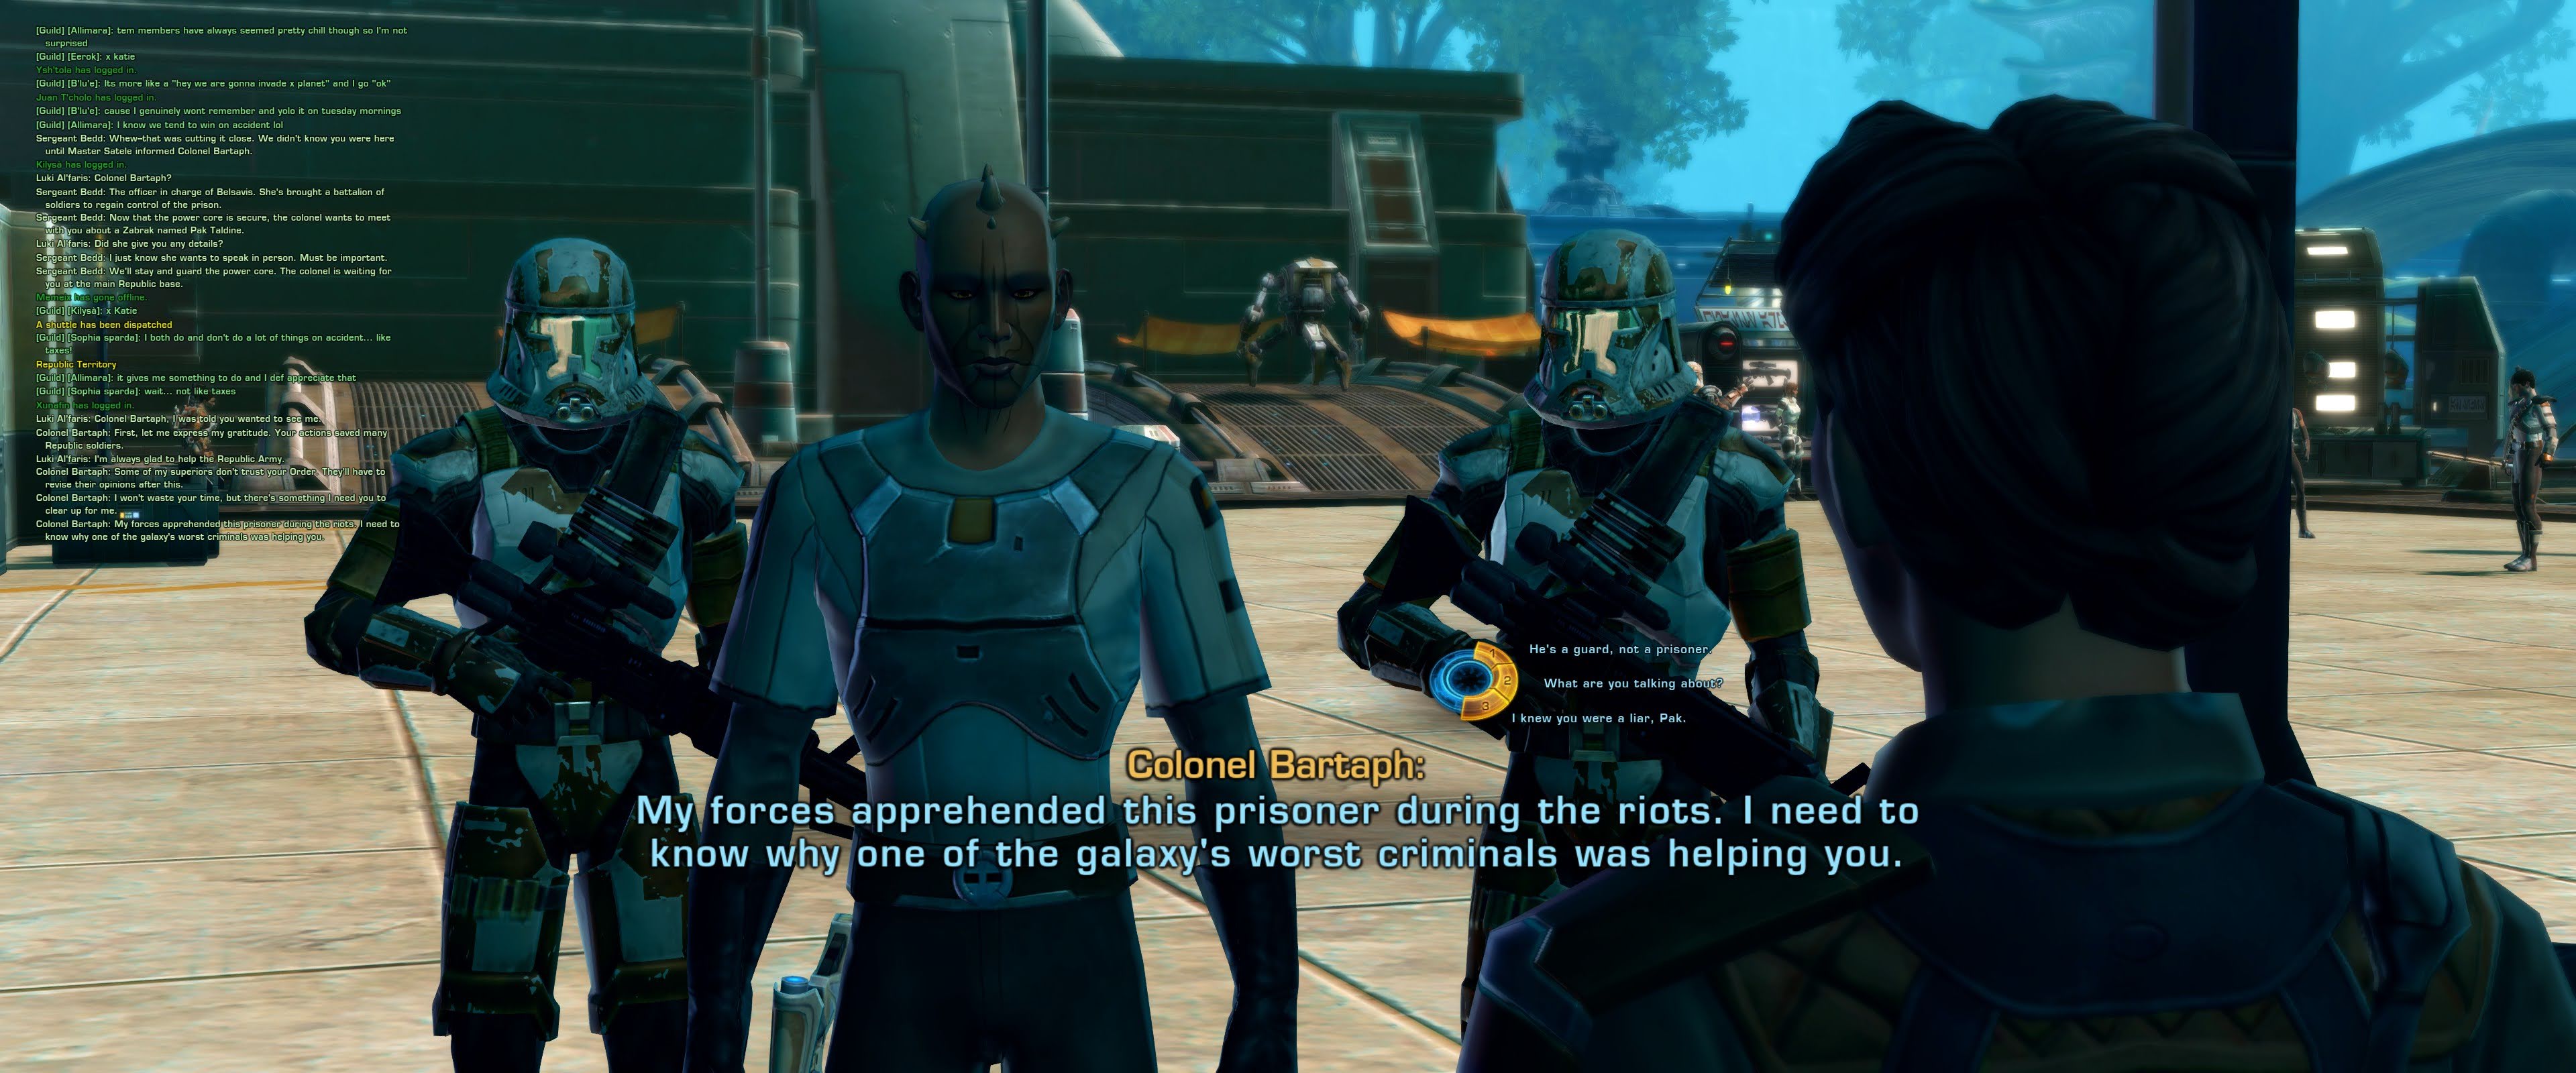 [Guild] [Allimara]: tem members have always seemed pretty chill though so I'm not
surprised
[Guild] [Eerok]: x katie
Ysh'tola has logged in.
[Guild] [B'lu'e]: Its more like a "hey we are gonna invade x planet" and I go "ok"
Juan T'cholo has logged in.
[Guild] [B'lu'e]: cause I genuinely wont remember and yolo it on tuesday mornings
[Guild] [Allimara]: I know we tend to win on accident lol
Sergeant Bedd: Whew–that was cutting it close. We didn't know you were here
until Master Satele informed Colonel Bartaph.
Kilysà has logged in.
Luki Al'faris: Colonel Bartaph?
Sergeant Bedd: The officer in charge of Belsavis. She's brought a battalion of
soldiers to regain control of the prison.
Sergeant Bedd: Now that the power core is secure, the colonel wants to meet
with you about a Zabrak named Pak Taldine.
Luki Al'faris: Did she give you any details?
Sergeant Bedd: I just know she wants to speak in person. Must be important.
Sergeant Bedd: We'll stay and guard the power core. The colonel is waiting for
you at the main Republic base.
Memeix has gone offline.
[Guild] [Kilysà]: x Katie
A shuttle has been dispatched
[Guild] [Sophia sparda]: I both do and don't do a lot of things on accident... like
taxes!
Republic Territory
[Guild] [Allimara]: it gives me something to do and I def appreciate that
[Guild] [Sophia sparda]: wait... not like taxes
Xunafin has logged in.
Luki Al'faris: Colonel Bartaph, I was told you wanted to see me.
Colonel Bartaph: First, let me express my gratitude. Your actions saved many
Republic soldiers.
Luki Al'faris: I'm always glad to help the Republic Army.
Colonel Bartaph: Some of my superiors don't trust your Order. They'll have to
revise their opinions after this.
Colonel Bartaph: I won't waste your time, but there's something I need you to
clear up for me.
Colonel Bartaph: My forces apprehended this prisoner during the riots. I need to
know why one of the galaxy's worst criminals was helping you.
1 He's a guard, not a prisoner.
2 What are you talking about?
3 I knew you were a liar, Pak.
Colonel Bartaph:
My forces apprehended this prisoner during the riots. I need to
know why one of the galaxy's worst criminals was helping you.